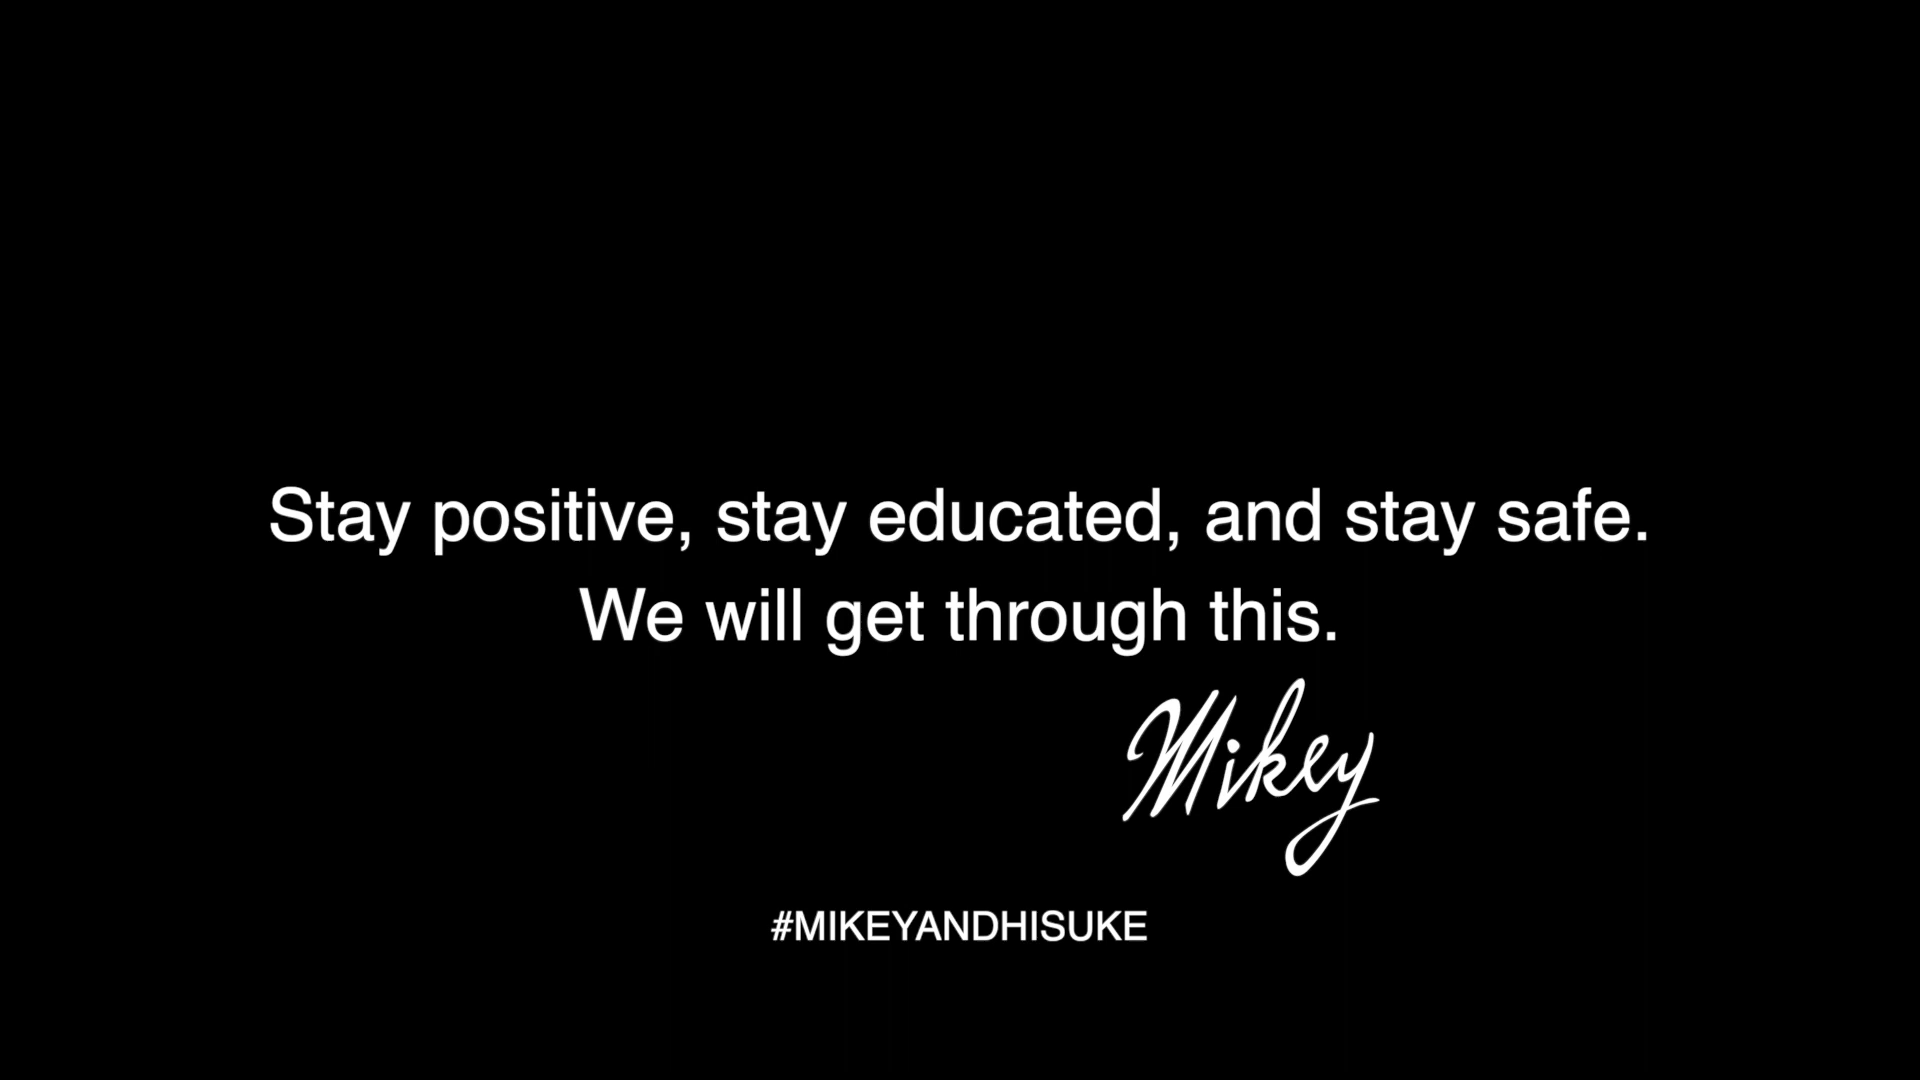 Stay positive, stay educated, and stay safe.
We will get through this.
Mikey
#MIKEYANDHISUKE